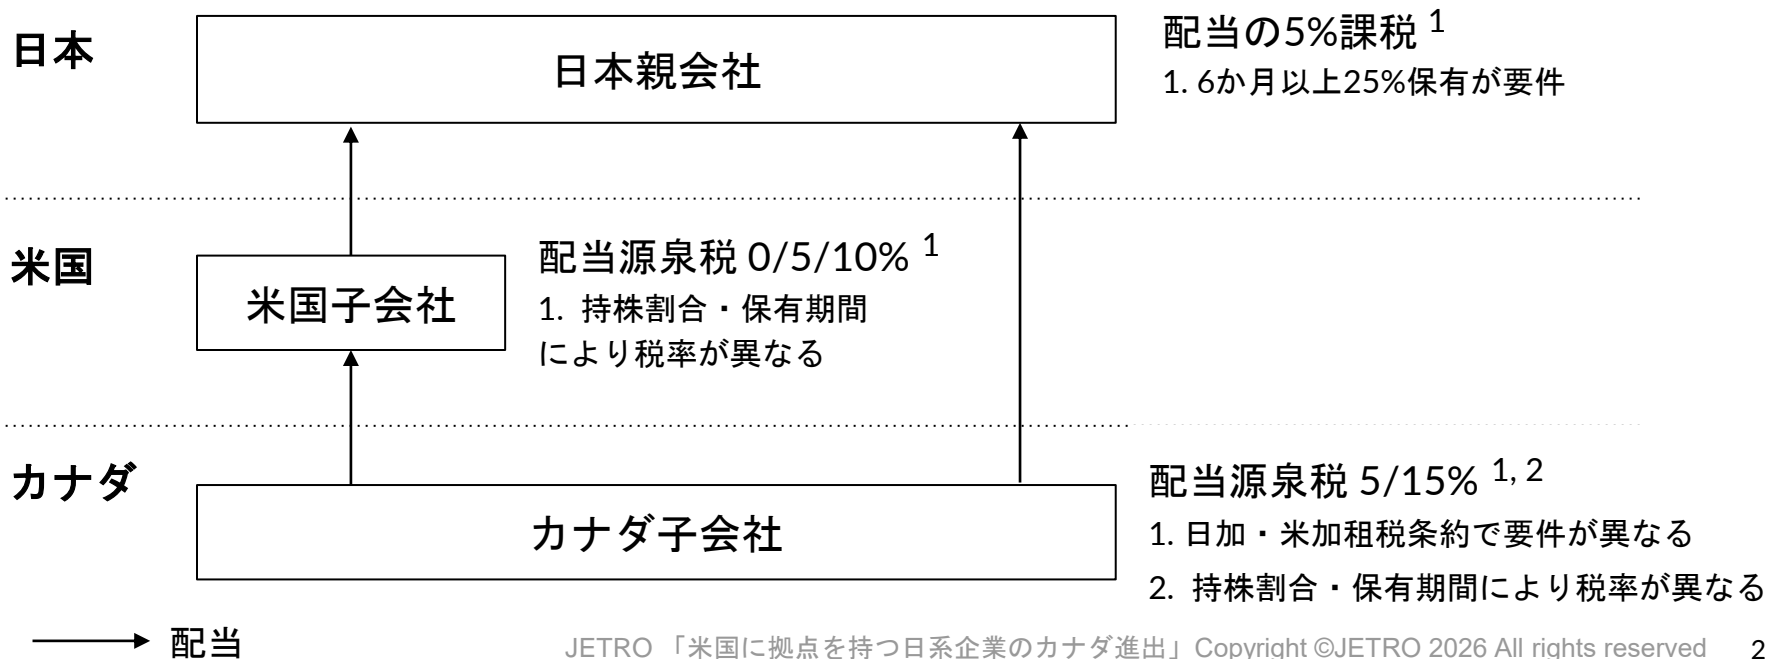 日本
日本親会社
配当の5%課税 1
1. 6か月以上25%保有が要件
米国
米国子会社
配当源泉税 0/5/10% 1
1. 持株割合・保有期間
により税率が異なる
カナダ
カナダ子会社
配当源泉税 5/15% 1, 2
1. 日加・米加租税条約で要件が異なる
2. 持株割合・保有期間により税率が異なる
配当
JETRO 「米国に拠点を持つ日系企業のカナダ進出」Copyright ©JETRO 2026 All rights reserved 2